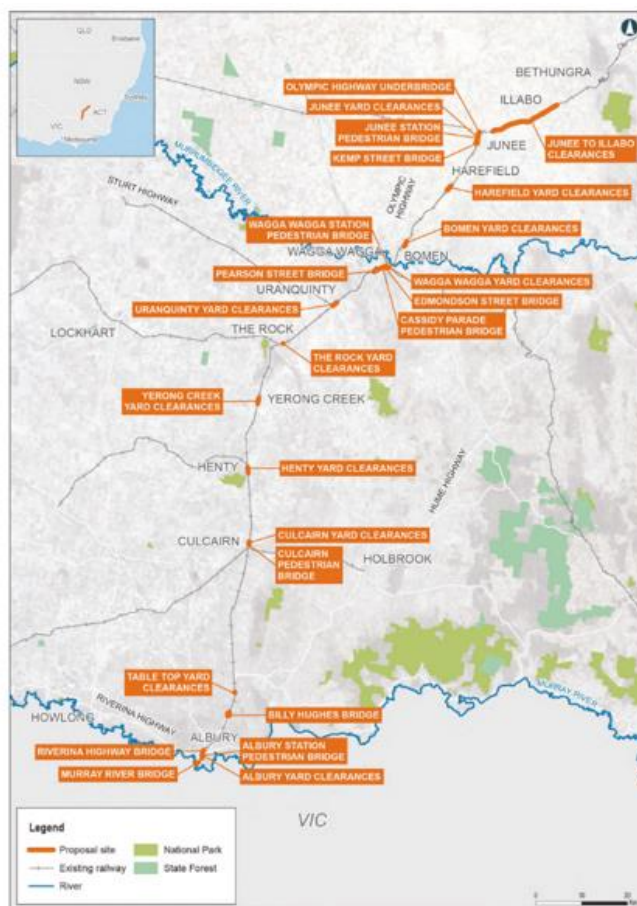 QLD
Brisbane
NSW
Sydney
ACT
VIC
Melbourne
BETHUNGRA
ILLABO
OLYMPIC HIGHWAY UNDERBRIDGE
JUNEE YARD CLEARANCES
JUNEE STATION
PEDESTRIAN BRIDGE
KEMP STREET BRIDGE
JUNEE
JUNEE TO ILLABO
CLEARANCES
MURRUMBIDGEE RIVER
STURT HIGHWAY
HAREFIELD
HAREFIELD YARD CLEARANCES
OLYMPIC
HIGHWAY
WAGGA WAGGA STATION
PEDESTRIAN BRIDGE
BOMEN YARD CLEARANCES
WAGGA WAGGA
BOMEN
PEARSON STREET BRIDGE
WAGGA WAGGA YARD CLEARANCES
EDMONDSON STREET BRIDGE
CASSIDY PARADE
PEDESTRIAN BRIDGE
URANQUINTY
URANQUINTY YARD CLEARANCES
LOCKHART
THE ROCK
THE ROCK YARD
CLEARANCES
YERONG CREEK
YARD CLEARANCES
YERONG CREEK
HENTY
HENTY YARD CLEARANCES
HUME HIGHWAY
CULCAIRN
CULCAIRN YARD CLEARANCES
CULCAIRN
PEDESTRIAN
BRIDGE
HOLBROOK
TABLE TOP YARD
CLEARANCES
MURRAY RIVER
RIVERINA HIGHWAY
HOWLONG
BILLY HUGHES BRIDGE
ALBURY
RIVERINA HIGHWAY BRIDGE
ALBURY STATION
PEDESTRIAN BRIDGE
MURRAY RIVER BRIDGE
ALBURY YARD CLEARANCES
VIC
Legend
Proposal site
National Park
Existing railway
State Forest
River
0